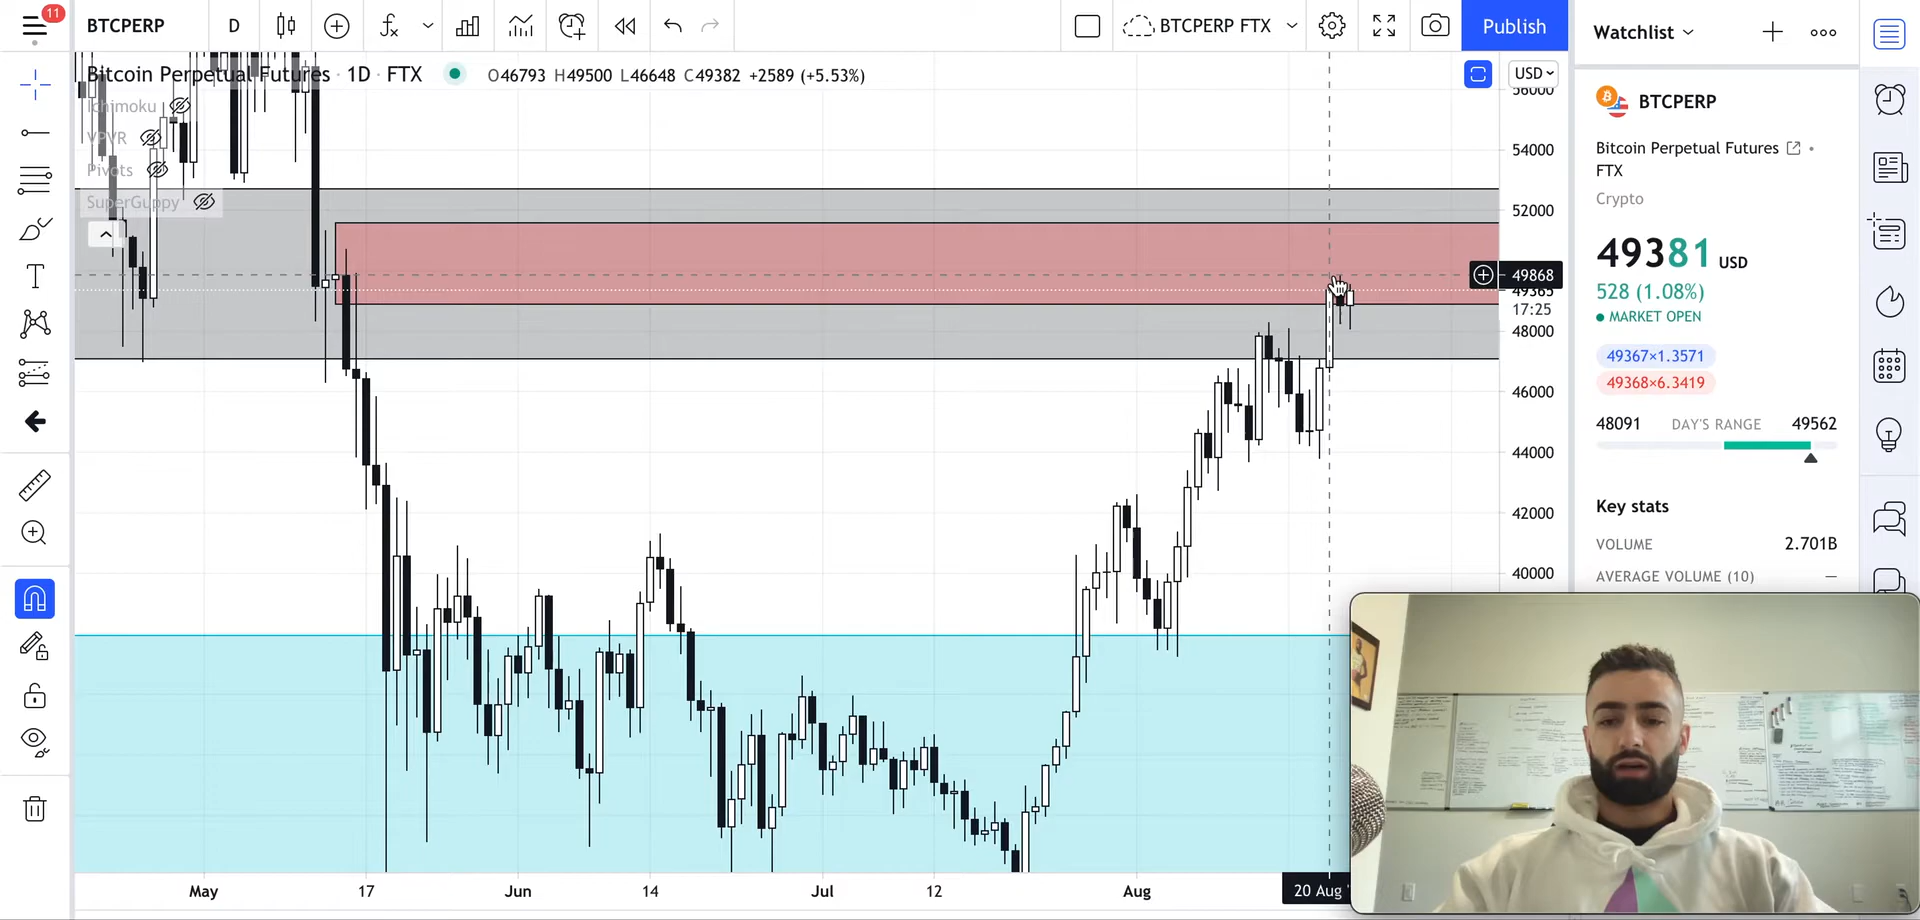 11
BTCPERP
D
BTCPERP FTX
Publish
Watchlist
Bitcoin Perpetual Futures · 1D · FTX
O46793 H49500 L46648 C49382 +2589 (+5.53%)
USD
Ichimoku
VPVR
Pivots
SuperGuppy
56000
54000
52000
49868
49365
17:25
48000
46000
44000
42000
40000
BTCPERP
Bitcoin Perpetual Futures
FTX
Crypto
49381 USD
528 (1.08%)
MARKET OPEN
49367×1.3571
49368×6.3419
48091 DAY'S RANGE 49562
Key stats
VOLUME 2.701B
AVERAGE VOLUME (10) —
May
17
Jun
14
Jul
12
Aug
20 Aug '